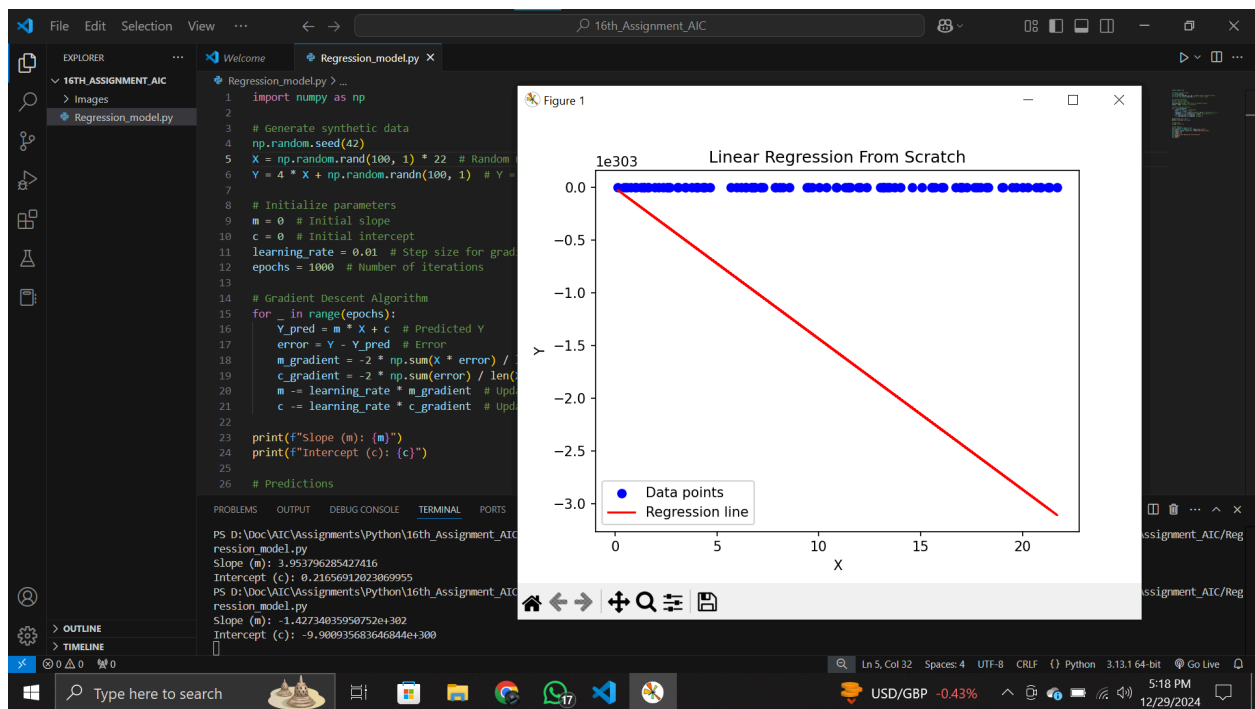 File Edit Selection View ··· 16th_Assignment_AIC
EXPLORER ··· Welcome Regression_model.py
16TH_ASSIGNMENT_AIC
Images
Regression_model.py
Regression_model.py > ...
1 import numpy as np
2
3 # Generate synthetic data
4 np.random.seed(42)
5 X = np.random.rand(100, 1) * 22 # Random
6 Y = 4 * X + np.random.randn(100, 1) # Y =
7
8 # Initialize parameters
9 m = 0 # Initial slope
10 c = 0 # Initial intercept
11 learning_rate = 0.01 # Step size for grad
12 epochs = 1000 # Number of iterations
13
14 # Gradient Descent Algorithm
15 for _ in range(epochs):
16 Y_pred = m * X + c # Predicted Y
17 error = Y - Y_pred # Error
18 m_gradient = -2 * np.sum(X * error) /
19 c_gradient = -2 * np.sum(error) / len(
20 m -= learning_rate * m_gradient # Upd
21 c -= learning_rate * c_gradient # Upd
22
23 print(f"Slope (m): {m}")
24 print(f"Intercept (c): {c}")
25
26 # Predictions
Figure 1
Linear Regression From Scratch
1e303
0.0
−0.5
−1.0
−1.5
−2.0
−2.5
−3.0
Y
Data points
Regression line
0 5 10 15 20
X
PROBLEMS OUTPUT DEBUG CONSOLE TERMINAL PORTS
PS D:\Doc\AIC\Assignments\Python\16th_Assignment_AIC ssignment_AIC/Reg
ression_model.py
Slope (m): 3.953796285427416
Intercept (c): 0.21656912023069955
PS D:\Doc\AIC\Assignments\Python\16th_Assignment_AIC ssignment_AIC/Reg
ression_model.py
Slope (m): -1.42734035950752e+302
Intercept (c): -9.900935683646844e+300
OUTLINE
TIMELINE
0 0 0 Ln 5, Col 32 Spaces: 4 UTF-8 CRLF {} Python 3.13.1 64-bit Go Live
Type here to search 17 USD/GBP -0.43% 5:18 PM
12/29/2024